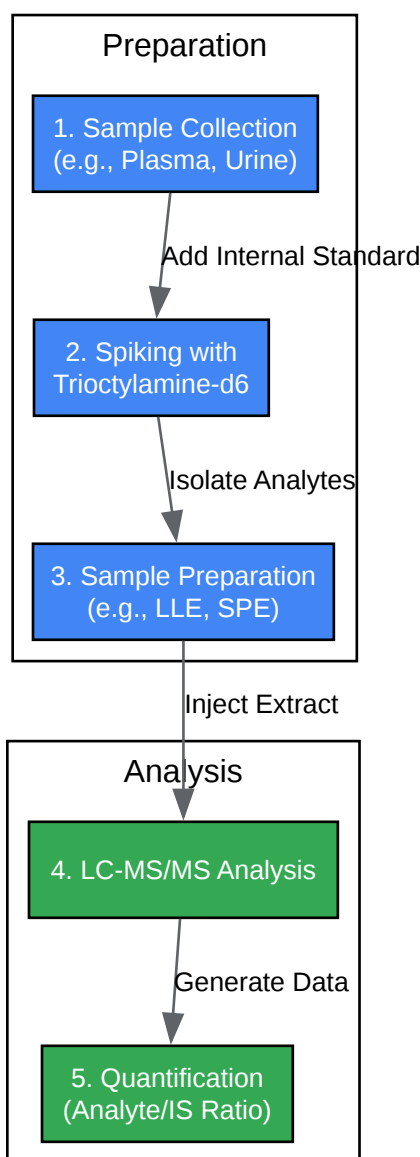 Preparation
1. Sample Collection
(e.g., Plasma, Urine)
Add Internal Standard
2. Spiking with
Trioctylamine-d6
Isolate Analytes
3. Sample Preparation
(e.g., LLE, SPE)
Inject Extract
Analysis
4. LC-MS/MS Analysis
Generate Data
5. Quantification
(Analyte/IS Ratio)